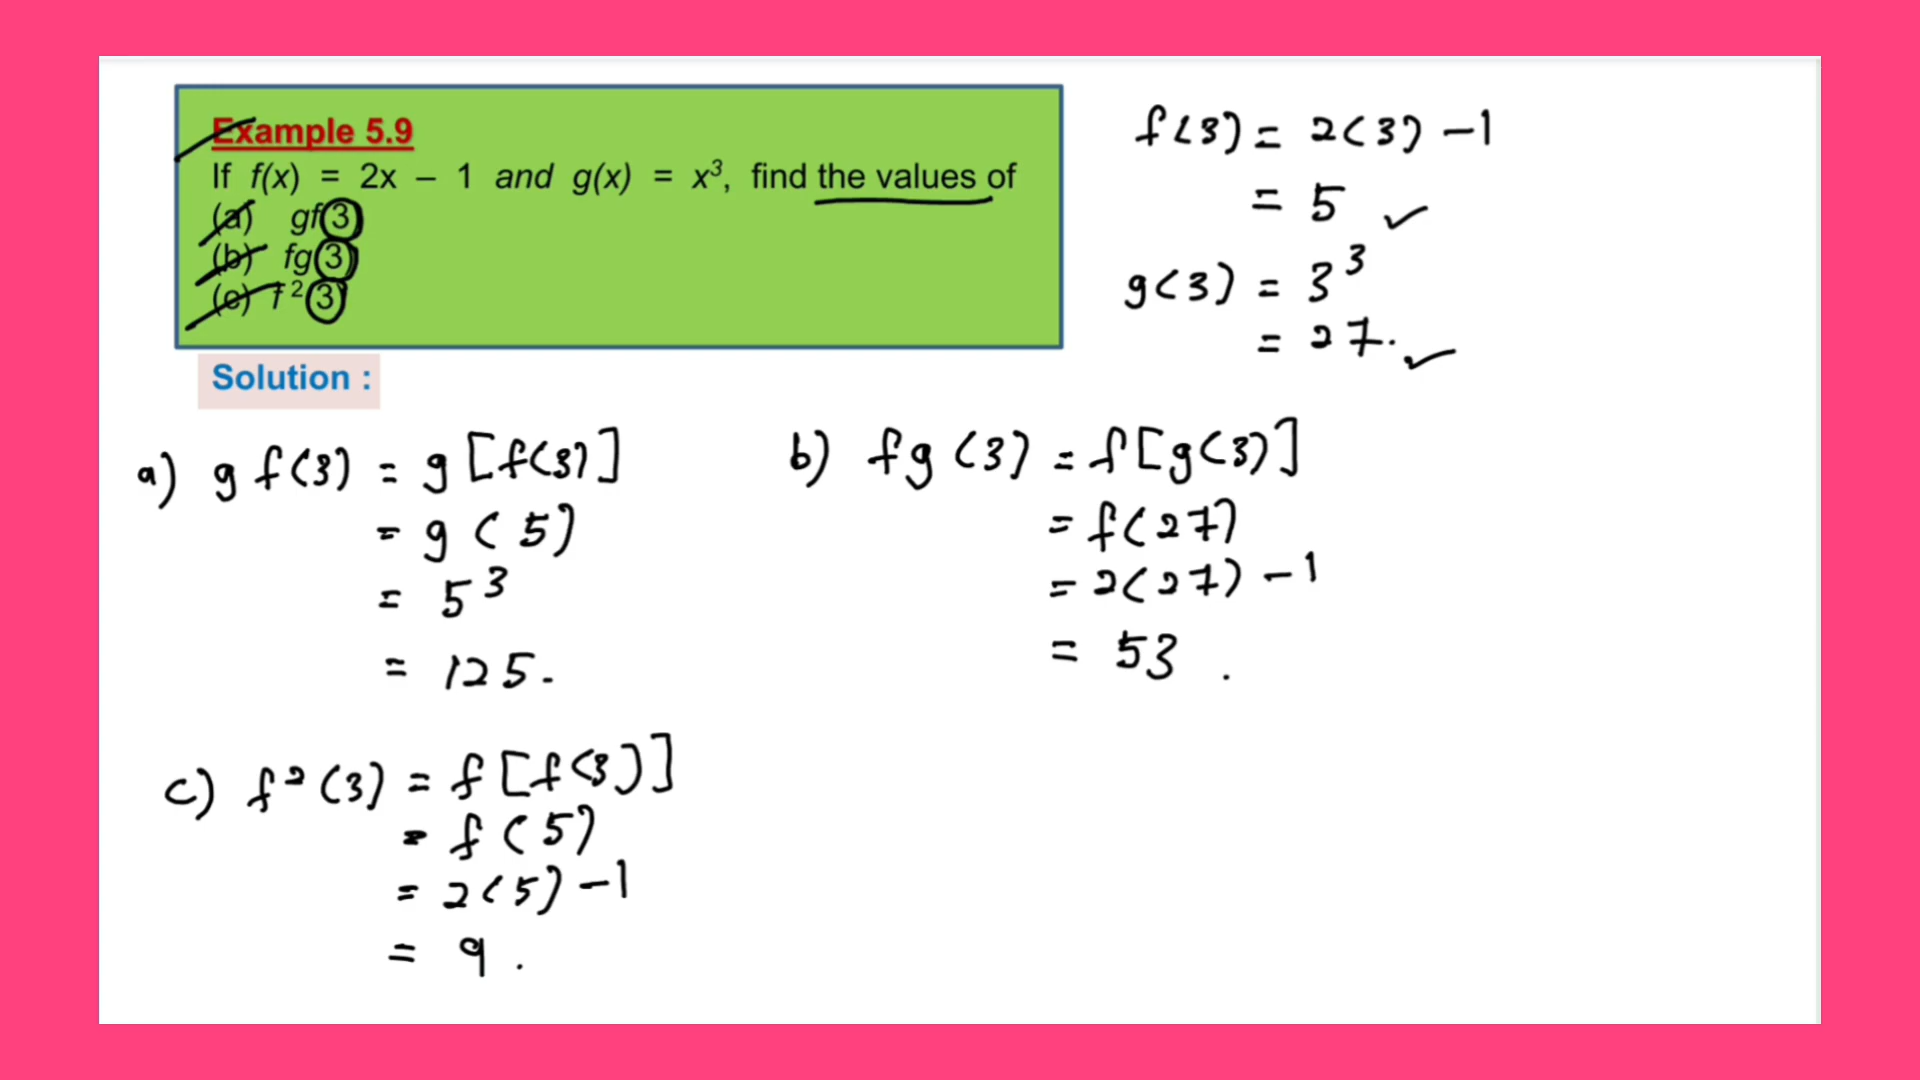 Example 5.9
If f(x) = 2x – 1 and g(x) = x³, find the values of
(a) gf(3)
(b) fg(3)
(c) f ²(3)
f(3) = 2(3) -1
= 5 ✓
g(3) = 3³
= 27. ✓
Solution :
a) gf(3) = g[f(3)]
= g(5)
= 5³
= 125.
b) fg(3) = f[g(3)]
= f(27)
= 2(27) -1
= 53 .
c) f²(3) = f[f(3)]
= f(5)
= 2(5) -1
= 9 .